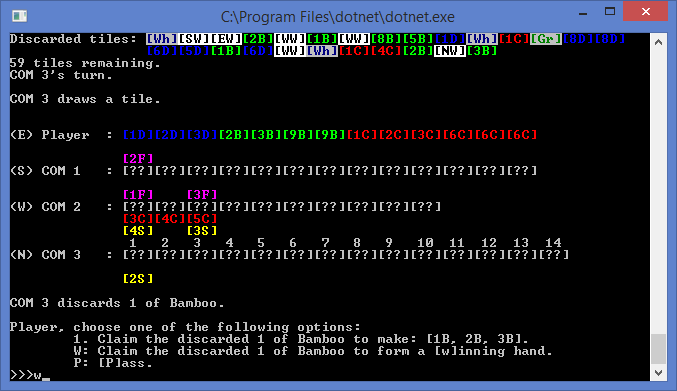 C:\Program Files\dotnet\dotnet.exe
Discarded tiles: [Wh][SW][EW][2B][WW][1B][WW][8B][5B][1D][Wh][1C][Gr][8D][8D]
[6D][5D][1B][6D][WW][Wh][1C][4C][2B][NW][3B]
59 tiles remaining.
COM 3's turn.
COM 3 draws a tile.
(E) Player : [1D][2D][3D][2B][3B][9B][9B][1C][2C][3C][6C][6C][6C]
[2F]
(S) COM 1 : [??][??][??][??][??][??][??][??][??][??][??][??][??]
[1F] [3F]
(W) COM 2 : [??][??][??][??][??][??][??][??][??][??]
[3C][4C][5C]
[4S] [3S]
1 2 3 4 5 6 7 8 9 10 11 12 13 14
(N) COM 3 : [??][??][??][??][??][??][??][??][??][??][??][??][??][??]
[2S]
COM 3 discards 1 of Bamboo.
Player, choose one of the following options:
1. Claim the discarded 1 of Bamboo to make: [1B, 2B, 3B].
W: Claim the discarded 1 of Bamboo to form a [w]inning hand.
P: [P]ass.
>>>w_